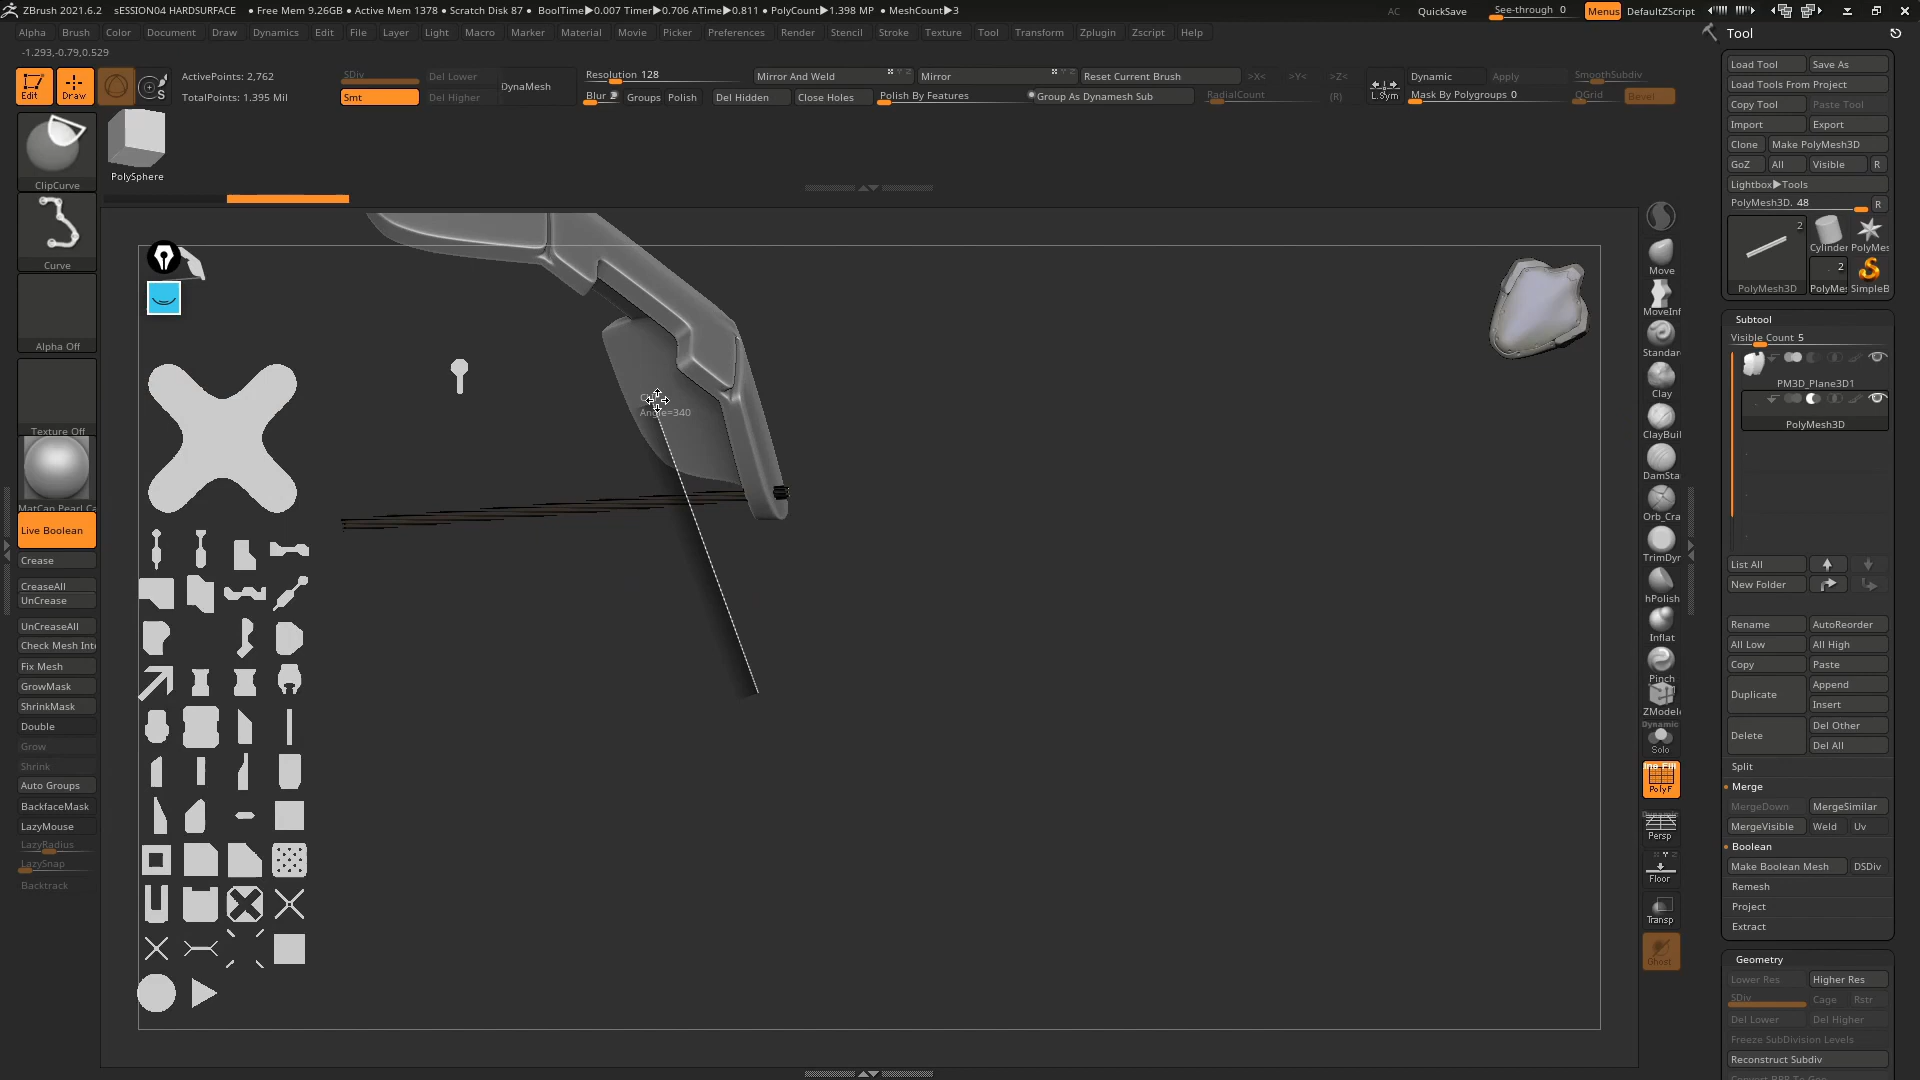 ZBrush 2021.6.2
sESSION04 HARDSURFACE
● Free Mem 9.26GB ● Active Mem 1378 ● Scratch Disk 87 ● BoolTime▶0.007 Timer▶0.706 ATime▶0.811 ● PolyCount▶1.398 MP ● MeshCount▶3
AC
QuickSave
See-through 0
Menus
DefaultZScript
Alpha Brush Color Document Draw Dynamics Edit File Layer Light Macro Marker Material Movie Picker Preferences Render Stencil Stroke Texture Tool Transform Zplugin Zscript Help
-1.293,-0.79,0.529
Edit
Draw
ActivePoints: 2,762
TotalPoints: 1.395 Mil
SDiv
Smt
Del Lower
Del Higher
DynaMesh
Resolution 128
Blur 2
Groups
Polish
Mirror And Weld
Del Hidden
Close Holes
Mirror
Polish By Features
Reset Current Brush
Group As Dynamesh Sub
>X<
>Y<
>Z<
RadialCount
(R)
L.Sym
Dynamic
Apply
Mask By Polygroups 0
SmoothSubdiv
QGrid
Bevel
ClipCurve
PolySphere
Curve
Alpha Off
Texture Off
MatCap Pearl Ca
Live Boolean
Crease
CreaseAll
UnCrease
UnCreaseAll
Check Mesh Int
Fix Mesh
GrowMask
ShrinkMask
Double
Grow
Shrink
Auto Groups
BackfaceMask
LazyMouse
LazyRadius
LazySnap
Backtrack
Angle=340
Move
MoveInf
Standar
Clay
ClayBuil
DamSta
Orb_Cra
TrimDyr
hPolish
Inflat
Pinch
ZModel
Dynamic
Solo
Line Fill
PolyF
Dynamic
Persp
Floor
Transp
Ghost
Tool
Load Tool
Save As
Load Tools From Project
Copy Tool
Paste Tool
Import
Export
Clone
Make PolyMesh3D
GoZ
All
Visible
R
Lightbox▶Tools
PolyMesh3D. 48
R
2
PolyMesh3D
Cylinder
PolyMes
2
PolyMes
SimpleB
Subtool
Visible Count 5
PM3D_Plane3D1
PolyMesh3D
List All
New Folder
Rename
AutoReorder
All Low
All High
Copy
Paste
Duplicate
Append
Insert
Delete
Del Other
Del All
Split
Merge
MergeDown
MergeSimilar
MergeVisible
Weld
Uv
Boolean
Make Boolean Mesh
DSDiv
Remesh
Project
Extract
Geometry
Lower Res
Higher Res
SDiv
Cage
Rstr
Del Lower
Del Higher
Freeze SubDivision Levels
Reconstruct Subdiv